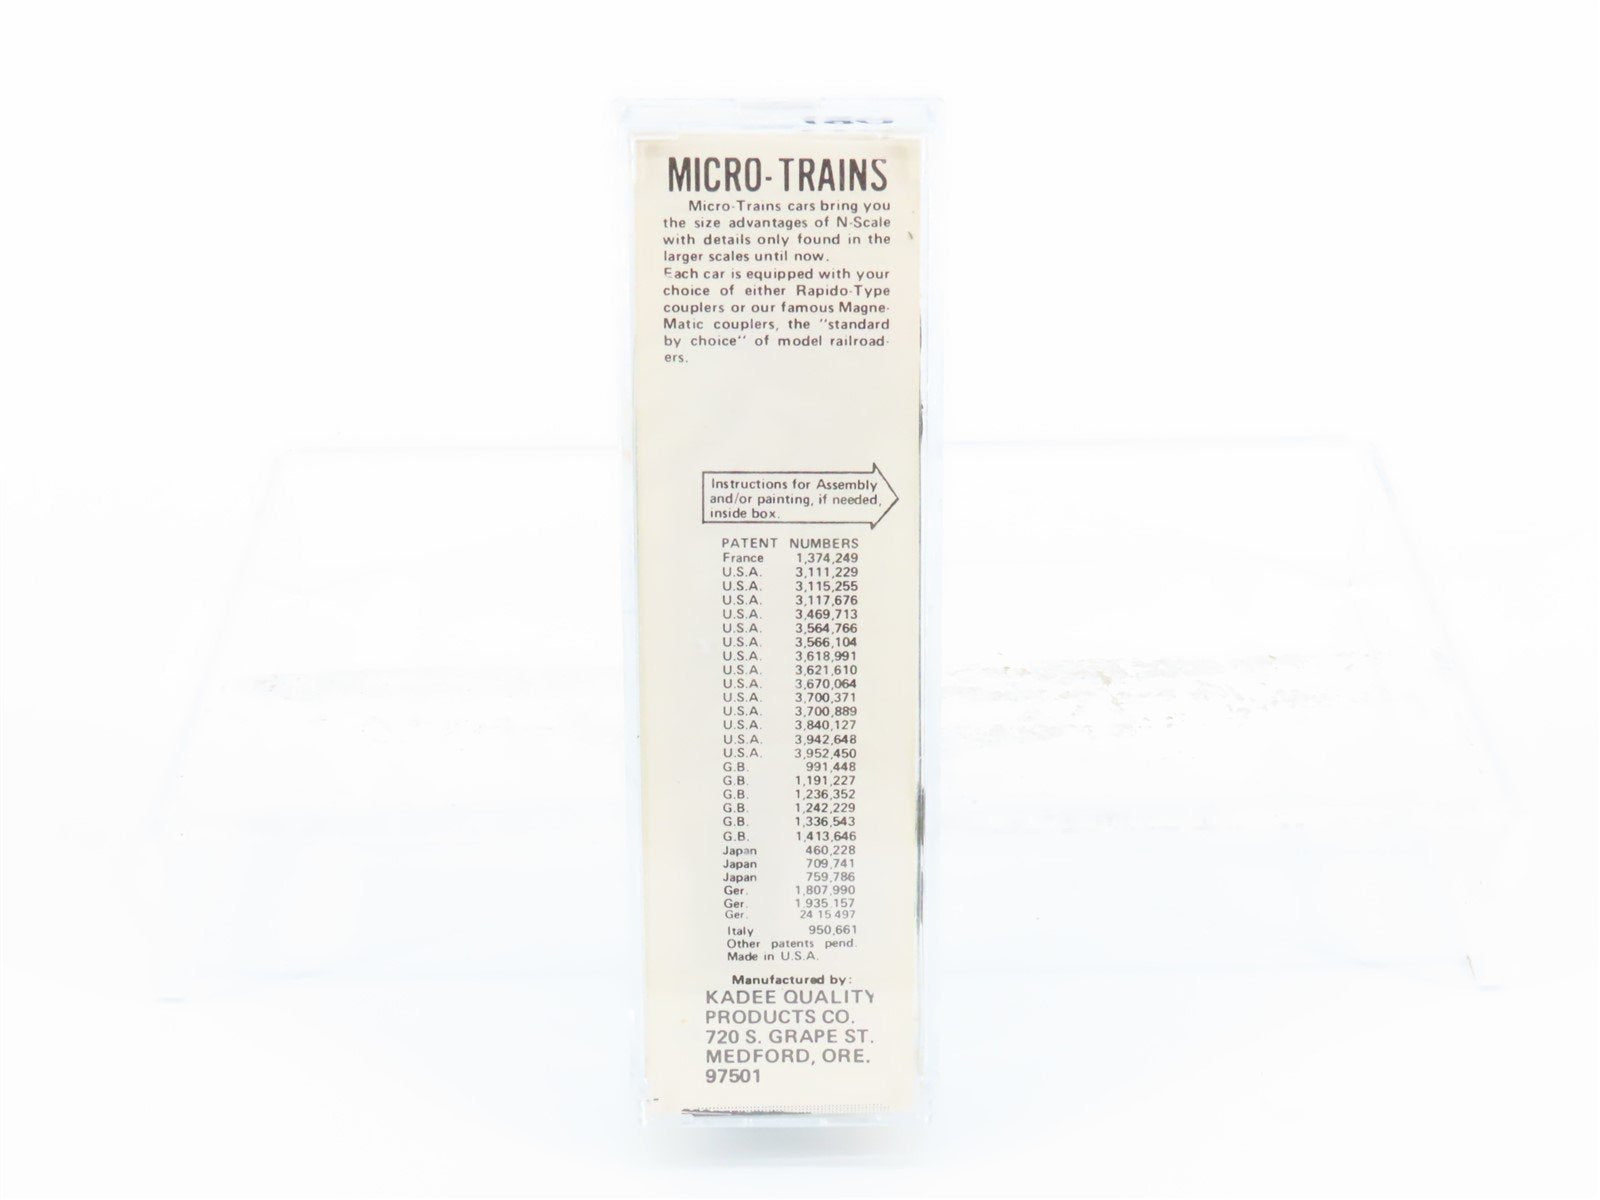 MICRO-TRAINS
Micro-Trains cars bring you
the size advantages of N-Scale
with details only found in the
larger scales until now.
Each car is equipped with your
choice of either Rapido-Type
couplers or our famous Magne-
Matic couplers, the "standard
by choice" of model railroad-
ers.
Instructions for Assembly
and/or painting, if needed,
inside box.
PATENT NUMBERS
France 1,374,249
U.S.A. 3,111,229
U.S.A. 3,115,255
U.S.A. 3,117,676
U.S.A. 3,469,713
U.S.A. 3,564,766
U.S.A. 3,566,104
U.S.A. 3,618,991
U.S.A. 3,621,610
U.S.A. 3,670,064
U.S.A. 3,700,371
U.S.A. 3,700,889
U.S.A. 3,840,127
U.S.A. 3,942,648
U.S.A. 3,952,450
G.B. 991,448
G.B. 1,191,227
G.B. 1,236,352
G.B. 1,242,229
G.B. 1,336,543
G.B. 1,413,646
Japan 460,228
Japan 709,741
Japan 759,786
Ger. 1,807,990
Ger. 1,935,157
Ger. 24 15 497
Italy 950,661
Other patents pend.
Made in U.S.A.
Manufactured by:
KADEE QUALITY
PRODUCTS CO.
720 S. GRAPE ST.
MEDFORD, ORE.
97501